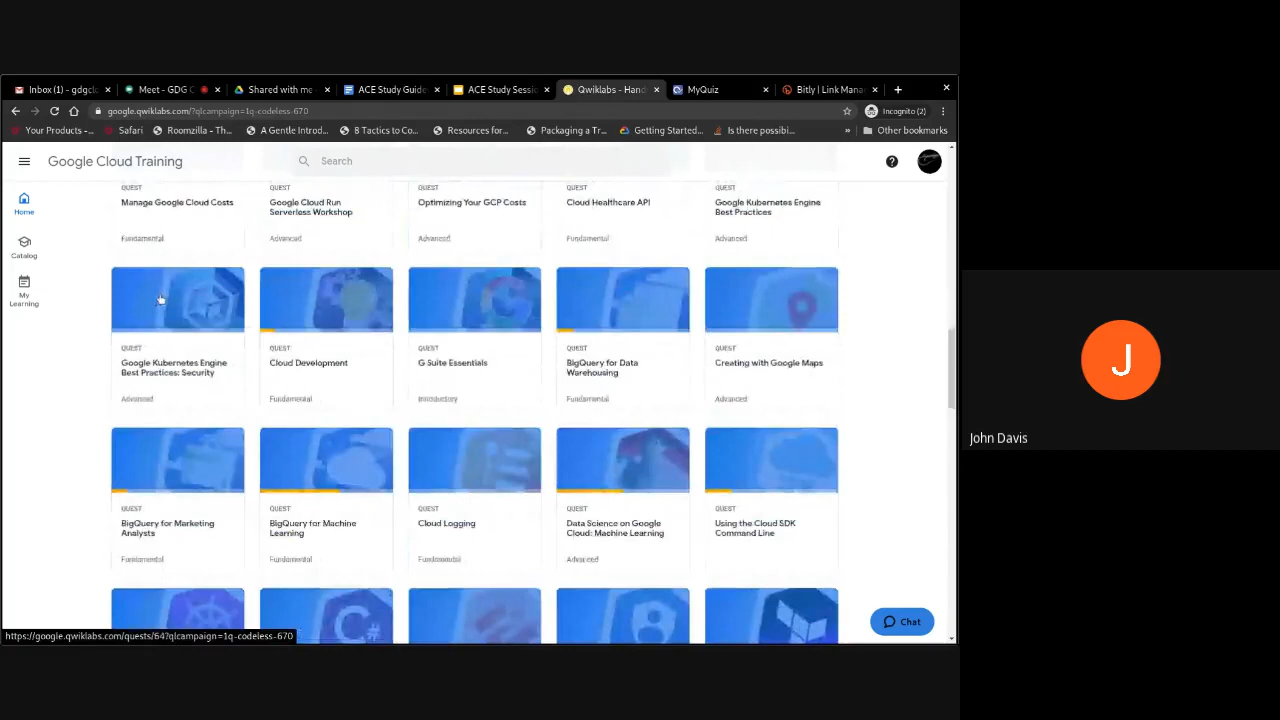 Inbox (1) - gdgcl
Meet - GDG C
Shared with me
ACE Study Guide
ACE Study Sessi
Qwiklabs - Hand
MyQuiz
Bitly | Link Mana
google.qwiklabs.com/?qlcampaign=1q-codeless-670
Incognito (2)
Your Products -...
Safari
Roomzilla - Th...
A Gentle Introd...
8 Tactics to Co...
Resources for...
Packaging a Tr...
Getting Started...
Is there possibi...
»
Other bookmarks
Google Cloud Training
Search
Home
Catalog
My
Learning
QUEST QUEST QUEST QUEST QUEST
Manage Google Cloud Costs
Google Cloud Run
Serverless Workshop
Optimizing Your GCP Costs
Cloud Healthcare API
Google Kubernetes Engine
Best Practices
Fundamental Advanced Advanced Fundamental Advanced
QUEST QUEST QUEST QUEST QUEST
Google Kubernetes Engine
Best Practices: Security
Cloud Development
G Suite Essentials
BigQuery for Data
Warehousing
Creating with Google Maps
Advanced Fundamental Introductory Fundamental Advanced
QUEST QUEST QUEST QUEST QUEST
BigQuery for Marketing
Analysts
BigQuery for Machine
Learning
Cloud Logging
Data Science on Google
Cloud: Machine Learning
Using the Cloud SDK
Command Line
Fundamental Fundamental Fundamental Advanced Fundamental
C#
Chat
https://google.qwiklabs.com/quests/64?qlcampaign=1q-codeless-670
J
John Davis